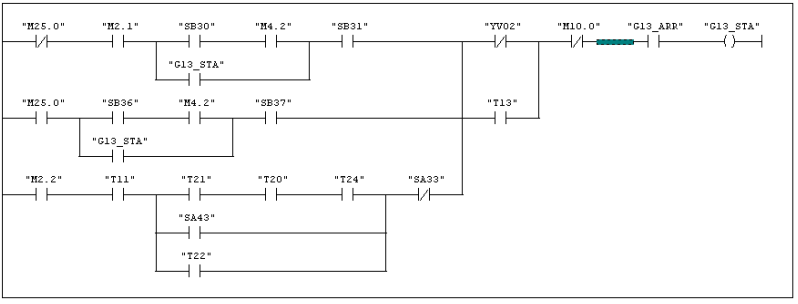 "M25.0" "M2.1" "SB30" "M4.2" "SB31" "YV02" "M10.0" "G13_ARR" "G13_STA"
"G13_STA"
"M25.0" "SB36" "M4.2" "SB37" "T13"
"G13_STA"
"M2.2" "T11" "T21" "T20" "T24" "SA33"
"SA43"
"T22"